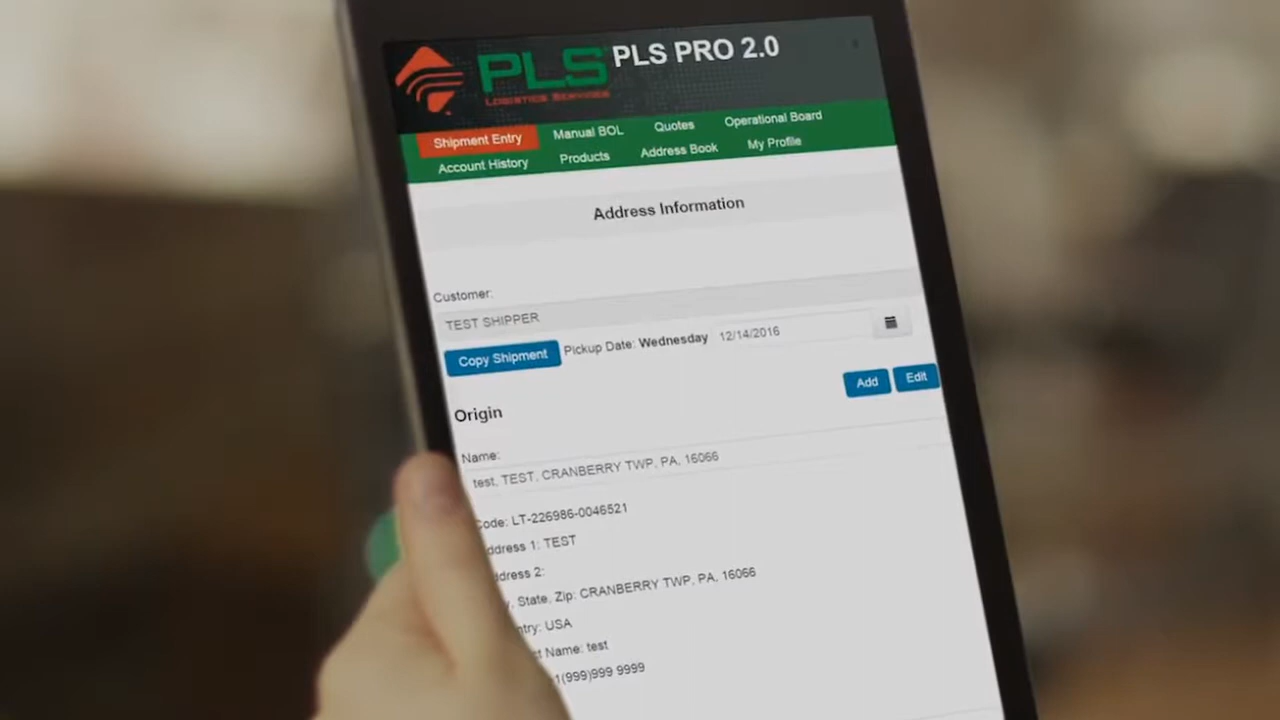 PLS PLS PRO 2.0
LOGISTICS SERVICES
Shipment Entry Manual BOL Quotes Operational Board
Account History Products Address Book My Profile
Address Information
Customer:
TEST SHIPPER
Copy Shipment Pickup Date: Wednesday 12/14/2016
Add Edit
Origin
Name:
test, TEST, CRANBERRY TWP, PA, 16066
Code: LT-226986-0046521
ddress 1: TEST
ddress 2:
y, State, Zip: CRANBERRY TWP, PA, 16066
ntry: USA
ct Name: test
1(999)999 9999